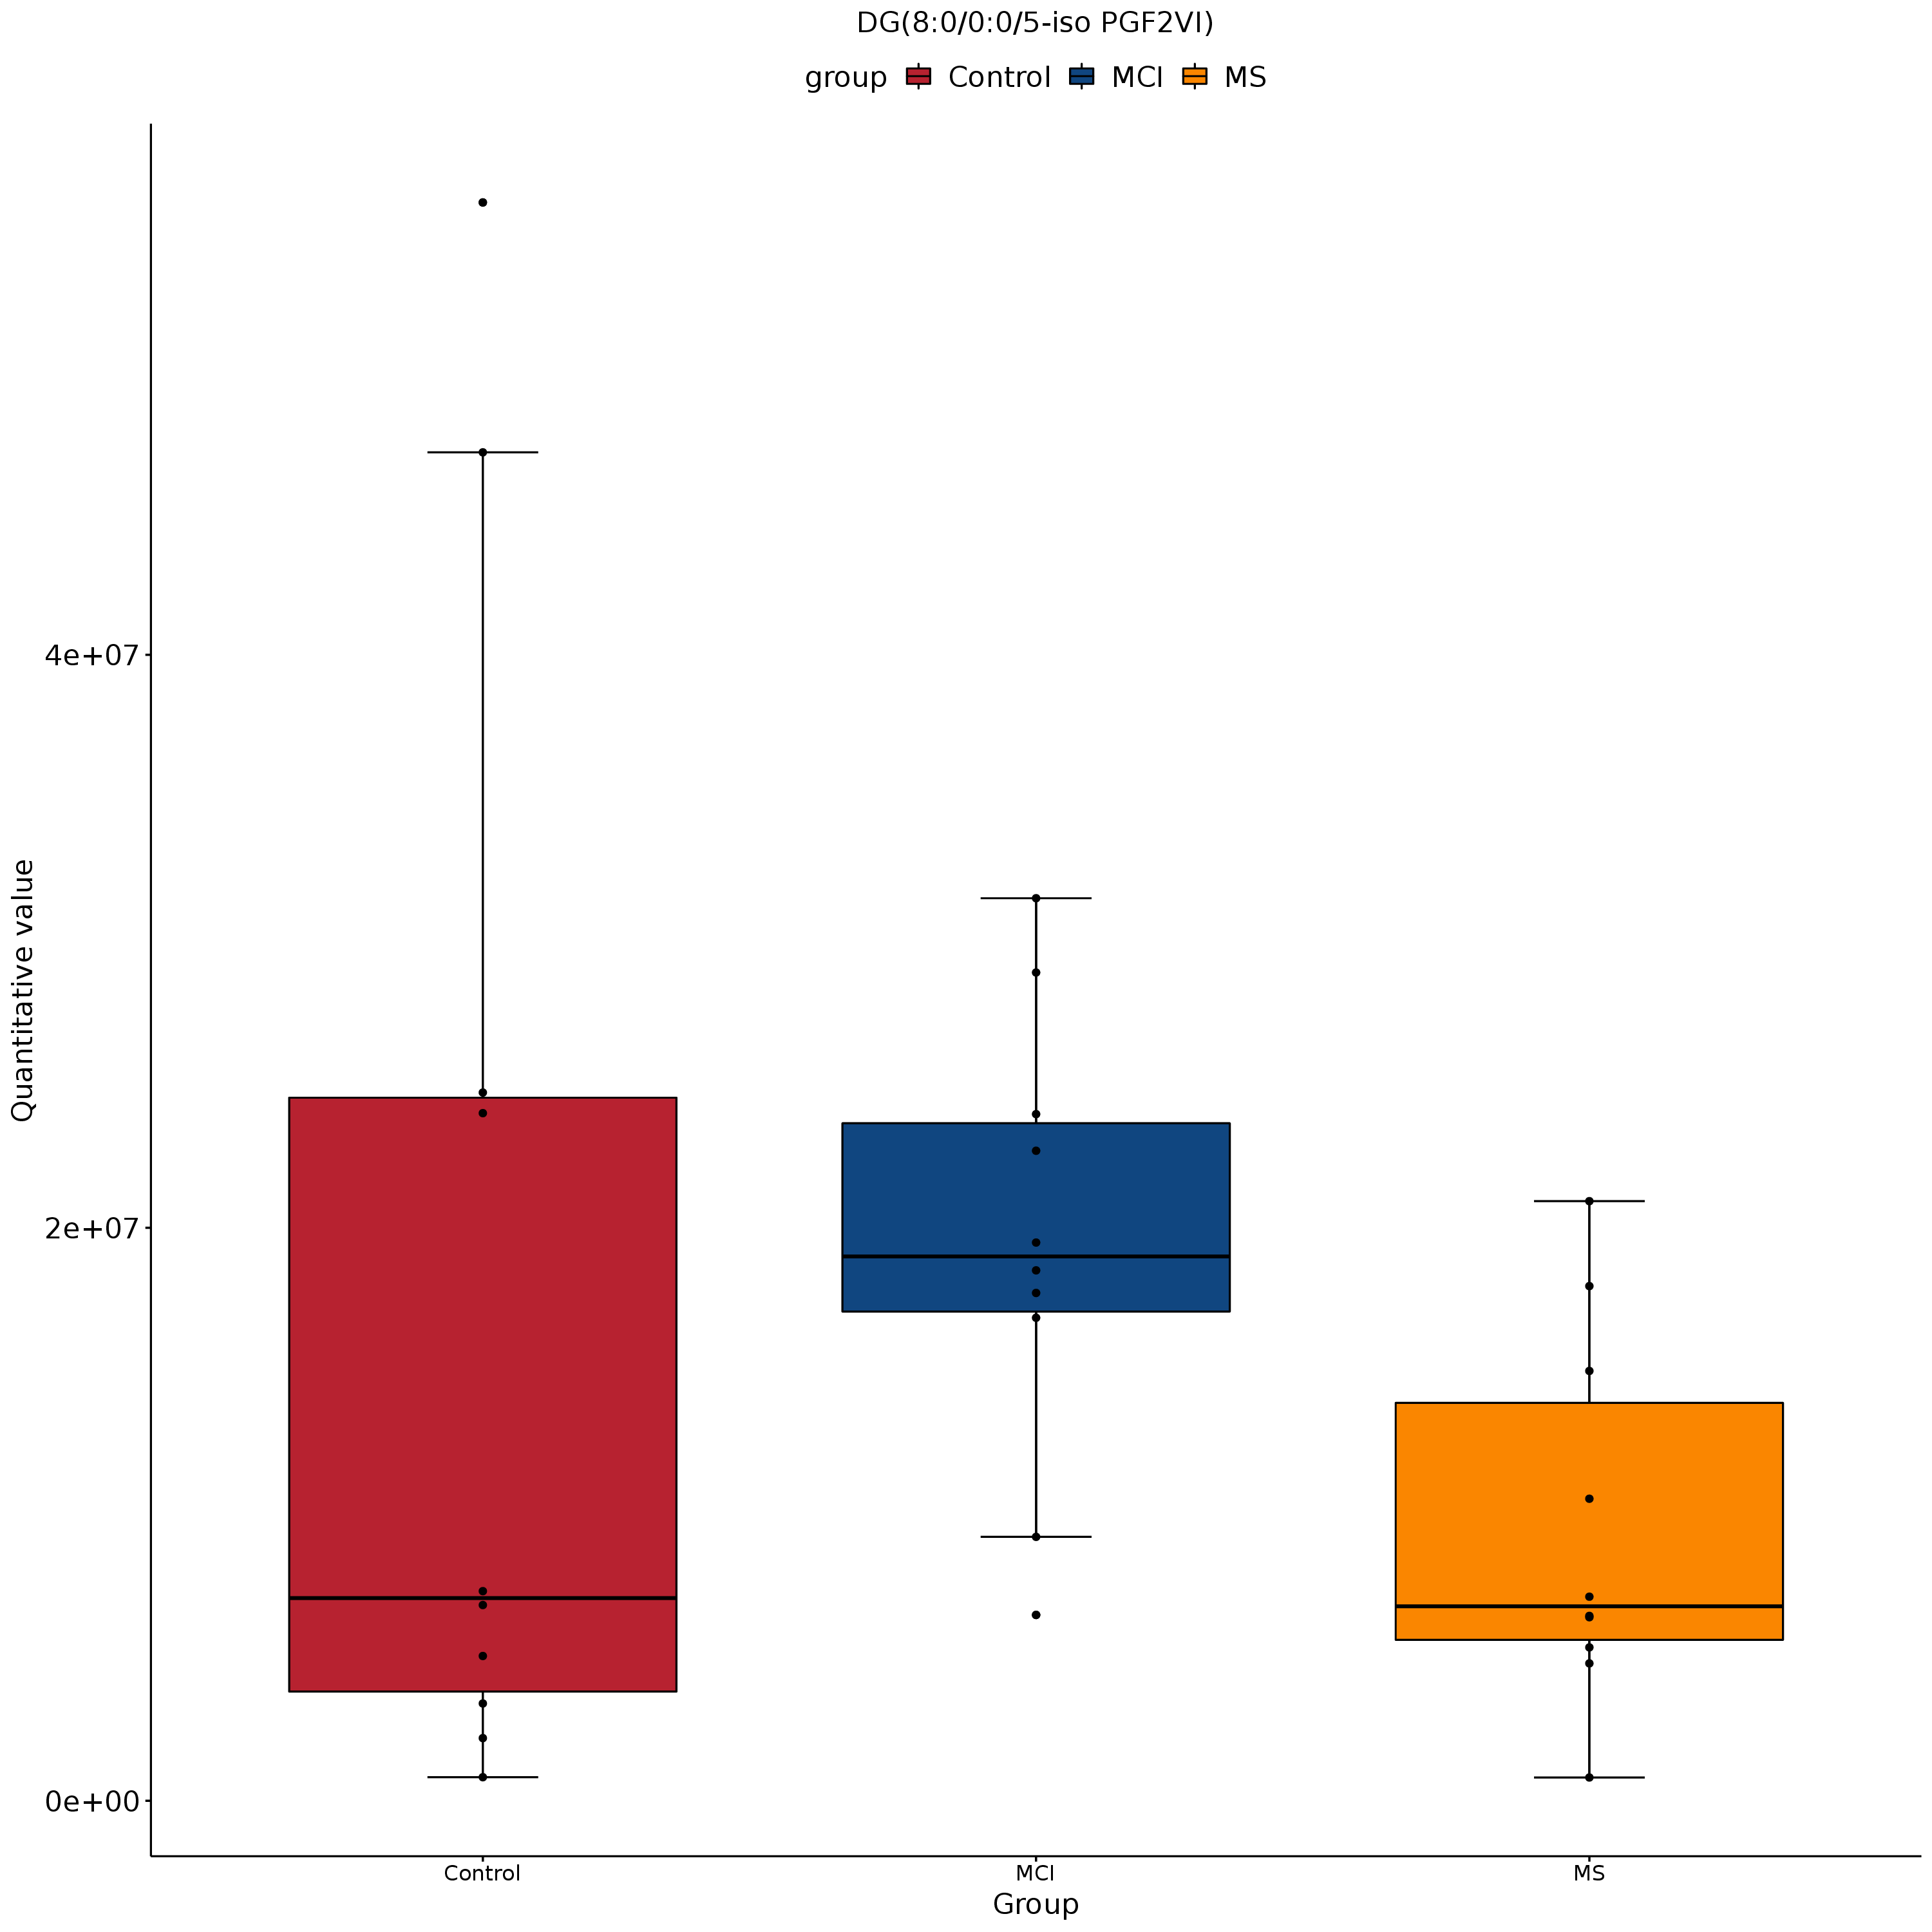 DG(8:0/0:0/5-iso PGF2VI)
group Control MCI MS
Quantitative value
4e+07
2e+07
0e+00
Control MCI MS
Group